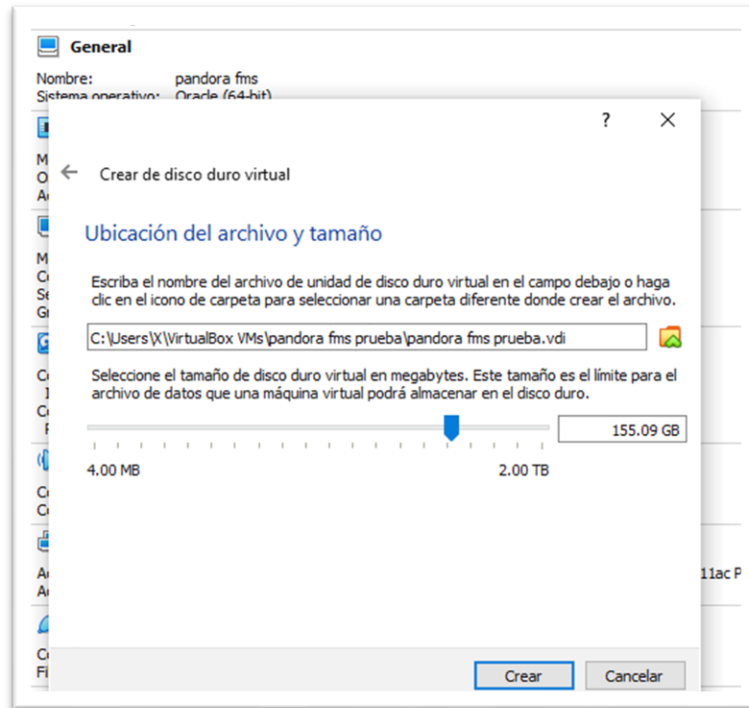 General
Nombre: pandora fms
Sistema operativo: Oracle (64-bit)
?
Crear de disco duro virtual
Ubicación del archivo y tamaño
Escriba el nombre del archivo de unidad de disco duro virtual en el campo debajo o haga
clic en el icono de carpeta para seleccionar una carpeta diferente donde crear el archivo.
C:\Users\X\VirtualBox VMs\pandora fms prueba\pandora fms prueba.vdi
Seleccione el tamaño de disco duro virtual en megabytes. Este tamaño es el límite para el
archivo de datos que una máquina virtual podrá almacenar en el disco duro.
155.09 GB
4.00 MB 2.00 TB
11ac P
Crear Cancelar